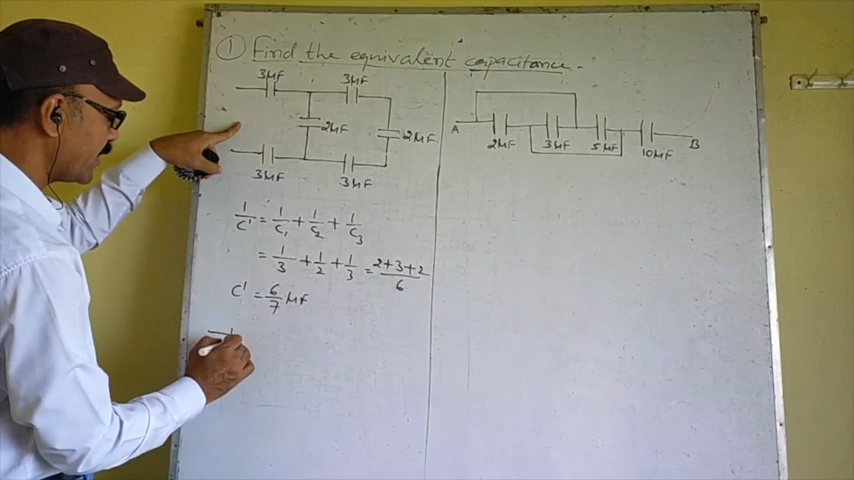 ① Find the equivalent capacitance.
3μF 3μF
2μF 2μF
3μF 3μF
1/C' = 1/C₁ + 1/C₂ + 1/C₃
= 1/3 + 1/2 + 1/3 = 2+3+2/6
C' = 6/7 μF
A B
2μF 3μF 5μF 10μF